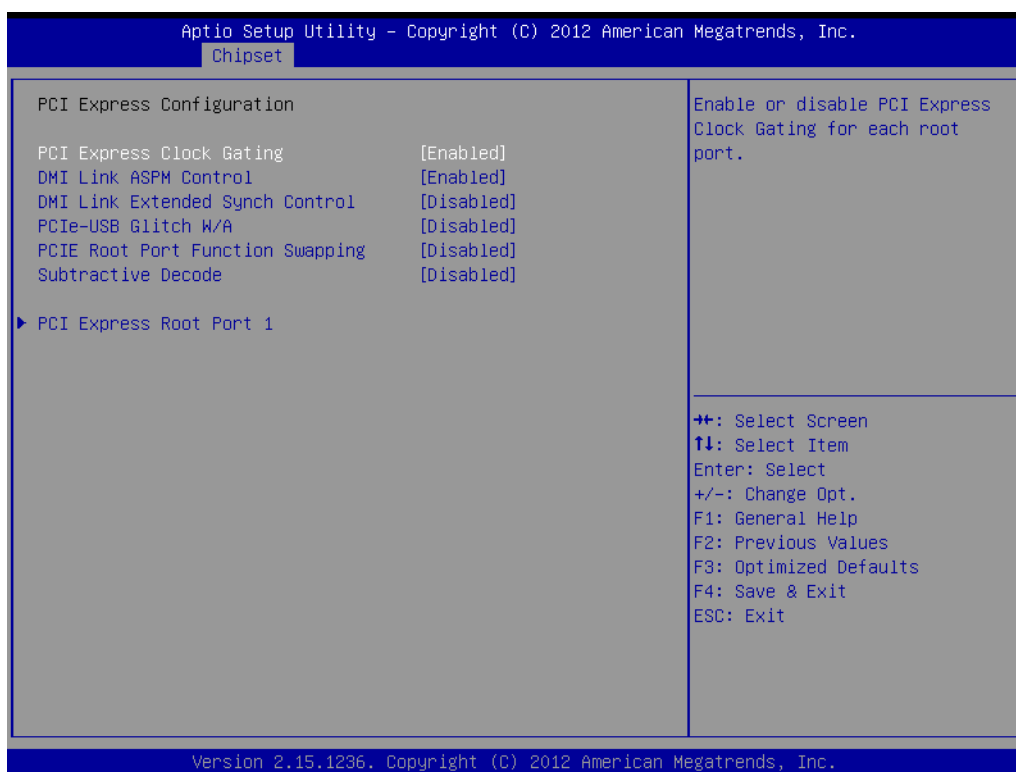 Aptio Setup Utility – Copyright (C) 2012 American Megatrends, Inc.
Chipset
PCI Express Configuration
PCI Express Clock Gating [Enabled]
DMI Link ASPM Control [Enabled]
DMI Link Extended Synch Control [Disabled]
PCIe-USB Glitch W/A [Disabled]
PCIE Root Port Function Swapping [Disabled]
Subtractive Decode [Disabled]
▶ PCI Express Root Port 1
Enable or disable PCI Express
Clock Gating for each root
port.
→←: Select Screen
↑↓: Select Item
Enter: Select
+/-: Change Opt.
F1: General Help
F2: Previous Values
F3: Optimized Defaults
F4: Save & Exit
ESC: Exit
Version 2.15.1236. Copyright (C) 2012 American Megatrends, Inc.